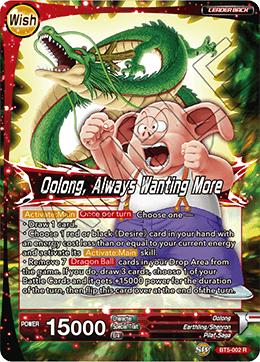 LEADER BACK
Wish
Oolong, Always Wanting More
Activate:Main Once per turn Choose one—
• Draw 1 card.
• Choose 1 red or black《Desire》card in your hand with
an energy cost less than or equal to your current energy
and activate its Activate:Main skill.
• Remove 7 Dragon Ball cards in your Drop Area from
the game. If you do, draw 3 cards, choose 1 of your
Battle Cards and it gets +15000 power for the duration
of the turn, then flip this card over at the end of the turn.
POWER 15000
Character Oolong
Special Trait Earthling/Shenron
Era Pilaf Saga
BT5-002 R